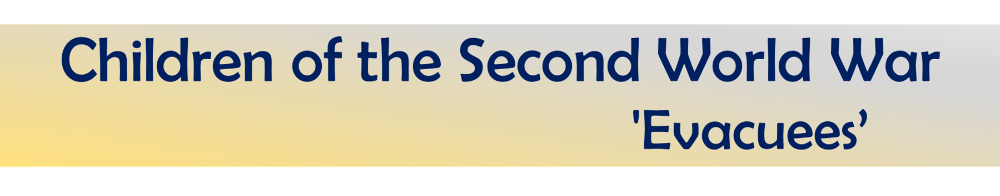 Children of the Second World War
'Evacuees’